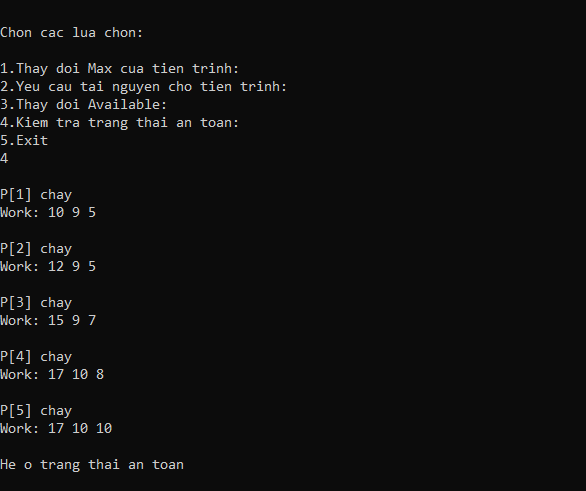 Chon cac lua chon:
1.Thay doi Max cua tien trinh:
2.Yeu cau tai nguyen cho tien trinh:
3.Thay doi Available:
4.Kiem tra trang thai an toan:
5.Exit
4
P[1] chay
Work: 10 9 5
P[2] chay
Work: 12 9 5
P[3] chay
Work: 15 9 7
P[4] chay
Work: 17 10 8
P[5] chay
Work: 17 10 10
He o trang thai an toan